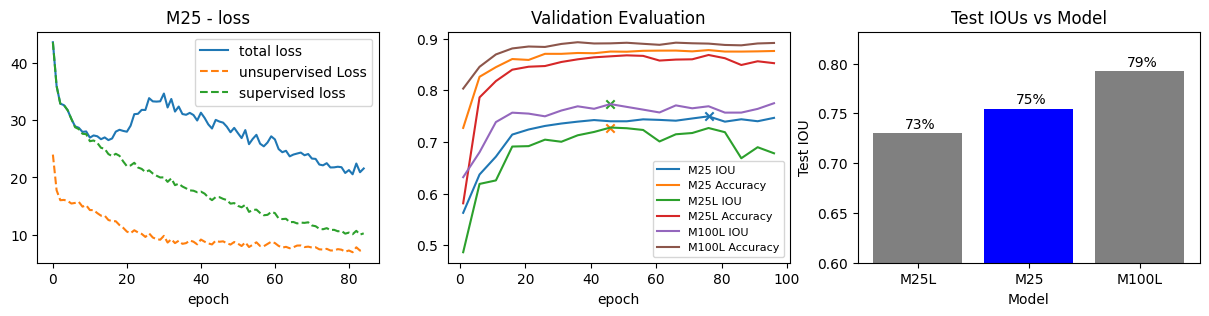 M25 - loss
total loss
unsupervised Loss
supervised loss
40
30
20
10
0
20
40
60
80
epoch
Validation Evaluation
0.9
0.8
0.7
0.6
0.5
M25 IOU
M25 Accuracy
M25L IOU
M25L Accuracy
M100L IOU
M100L Accuracy
0
20
40
60
80
100
epoch
Test IOUs vs Model
Test IOU
0.80
0.75
0.70
0.65
0.60
73%
75%
79%
M25L
M25
M100L
Model